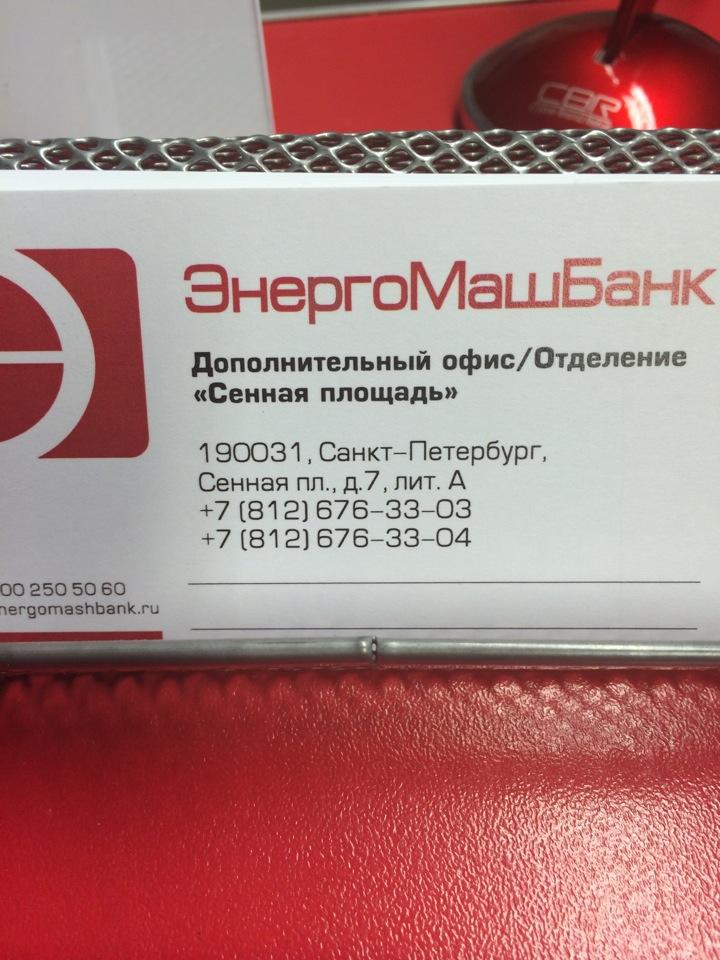 CBR
ЭнергоМашБанк
Дополнительный офис/Отделение
«Сенная площадь»
190031, Санкт-Петербург,
Сенная пл., д.7, лит. А
+7 (812) 676-33-03
+7 (812) 676-33-04
00 250 50 60
nergomashbank.ru